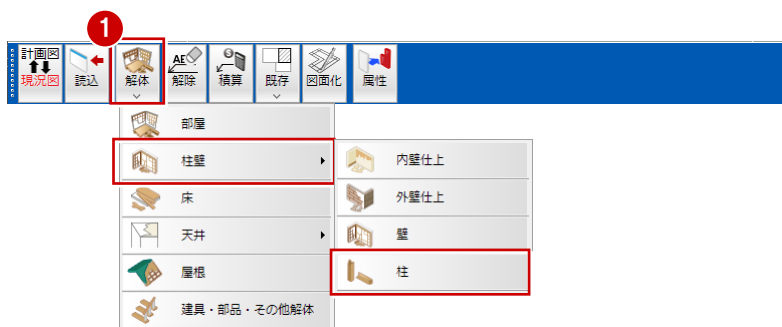 1
計画図 現況図 読込 解体 解除 積算 既存 図面化 属性
部屋
柱壁 内壁仕上
床 外壁仕上
天井 壁
屋根 柱
建具・部品・その他解体